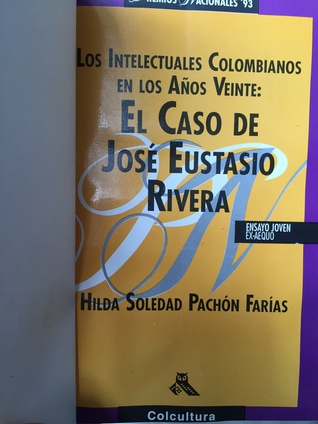 PREMIOS NACIONALES '93
LOS INTELECTUALES COLOMBIANOS
EN LOS AÑOS VEINTE:
EL CASO DE
JOSÉ EUSTASIO
RIVERA
ENSAYO JOVEN
EX-AEQUO
HILDA SOLEDAD PACHÓN FARÍAS
Colcultura